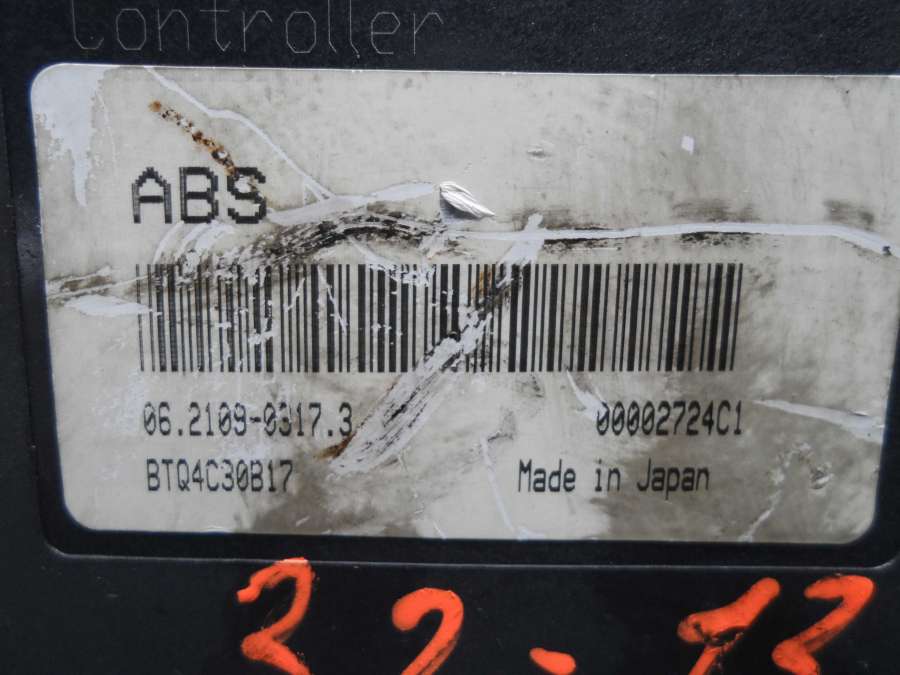 Controller
ABS
06.2109-0317.3
00002724C1
BTQ4C30B17
Made in Japan